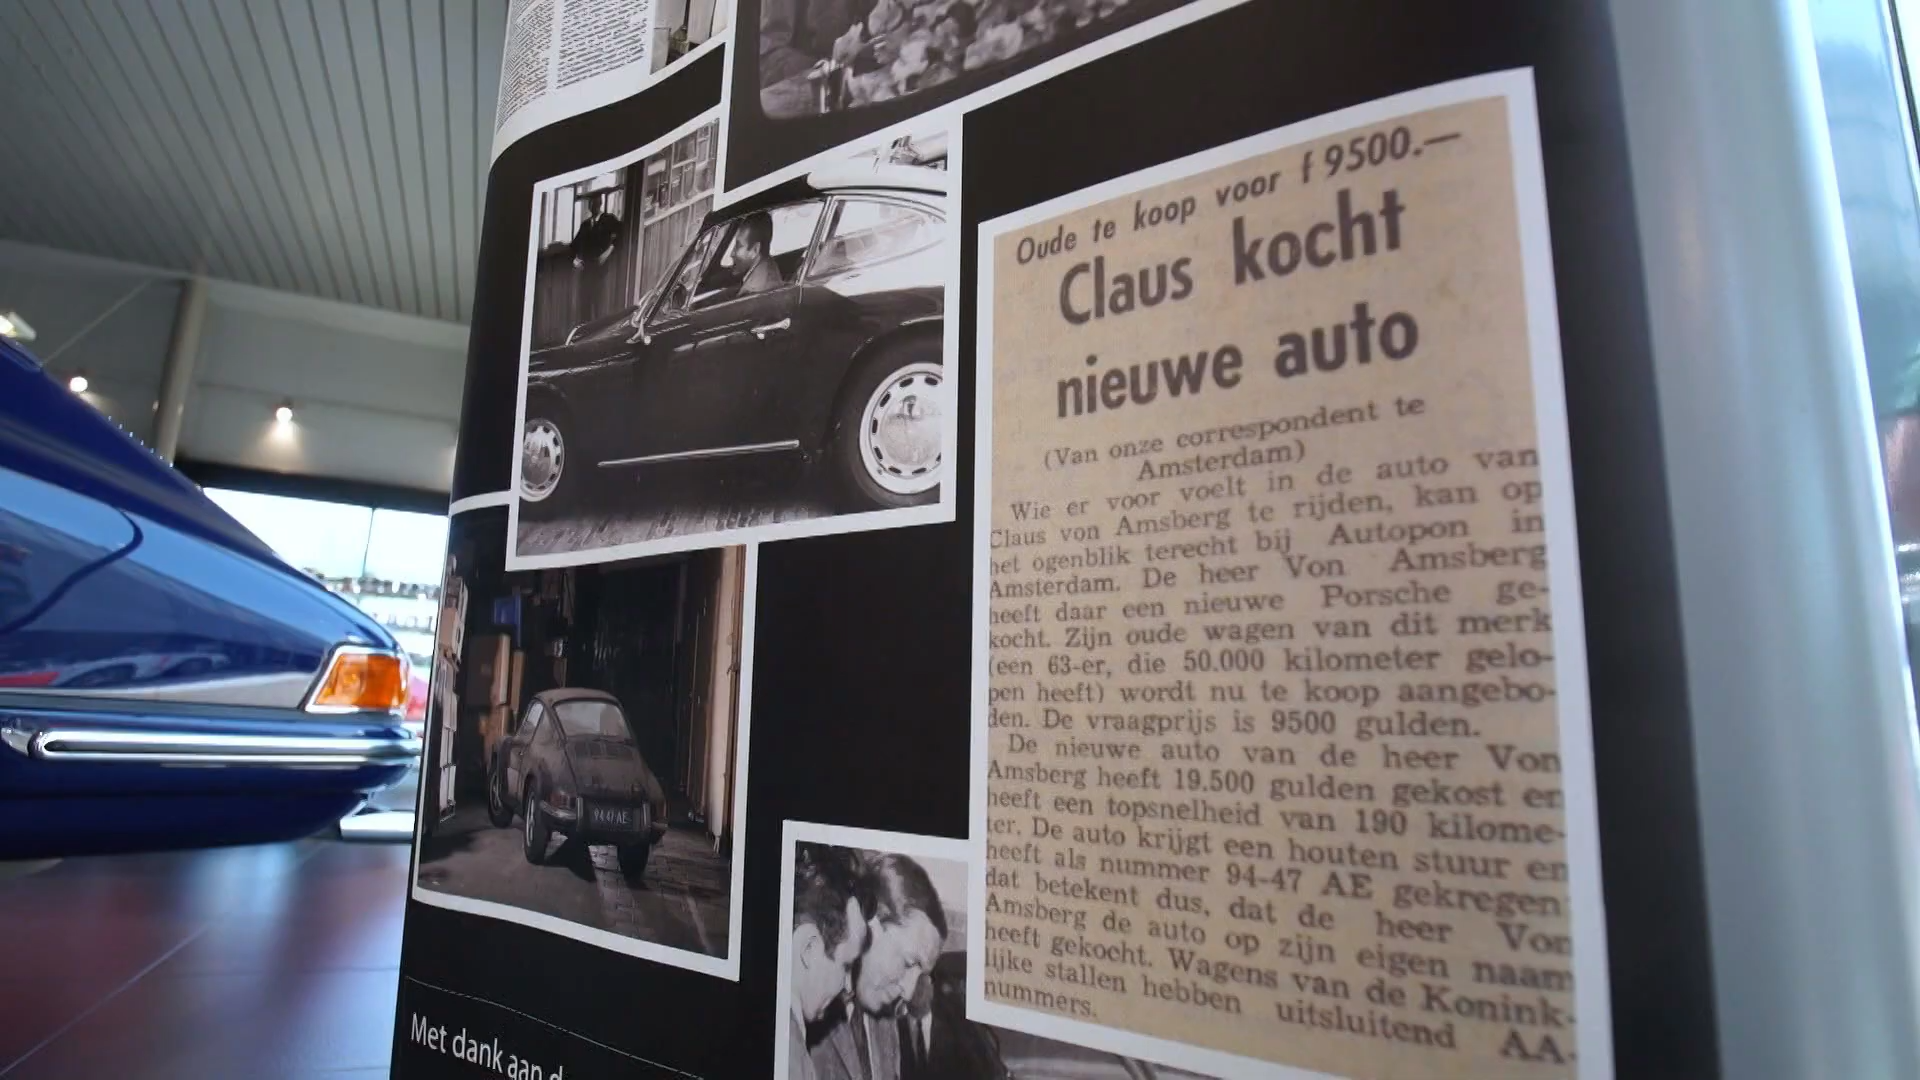 Oude te koop voor f 9500.—
Claus kocht
nieuwe auto
(Van onze correspondent te
Amsterdam)
Wie er voor voelt in de auto van
Claus von Amsberg te rijden, kan op
het ogenblik terecht bij Autopon in
Amsterdam. De heer Von Amsberg
heeft daar een nieuwe Porsche ge-
kocht. Zijn oude wagen van dit merk
(een 63-er, die 50.000 kilometer gelo-
pen heeft) wordt nu te koop aangebo-
den. De vraagprijs is 9500 gulden.
De nieuwe auto van de heer Von
Amsberg heeft 19.500 gulden gekost en
heeft een topsnelheid van 190 kilome-
ter. De auto krijgt een houten stuur en
heeft als nummer 94-47 AE gekregen:
dat betekent dus, dat de heer Von
Amsberg de auto op zijn eigen naam
heeft gekocht. Wagens van de Konink-
lijke stallen hebben uitsluitend AA-
nummers.
94-47-AE
Met dank aan